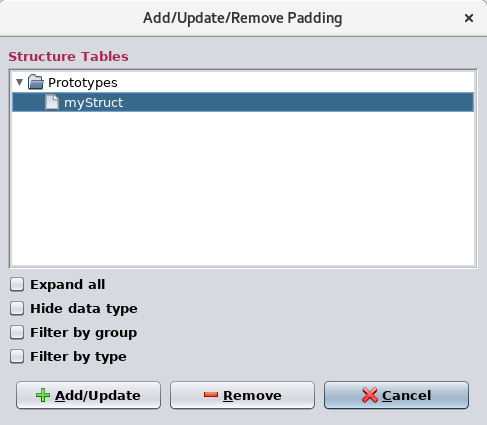 Add/Update/Remove Padding
Structure Tables
Prototypes
myStruct
Expand all
Hide data type
Filter by group
Filter by type
Add/Update
Remove
Cancel